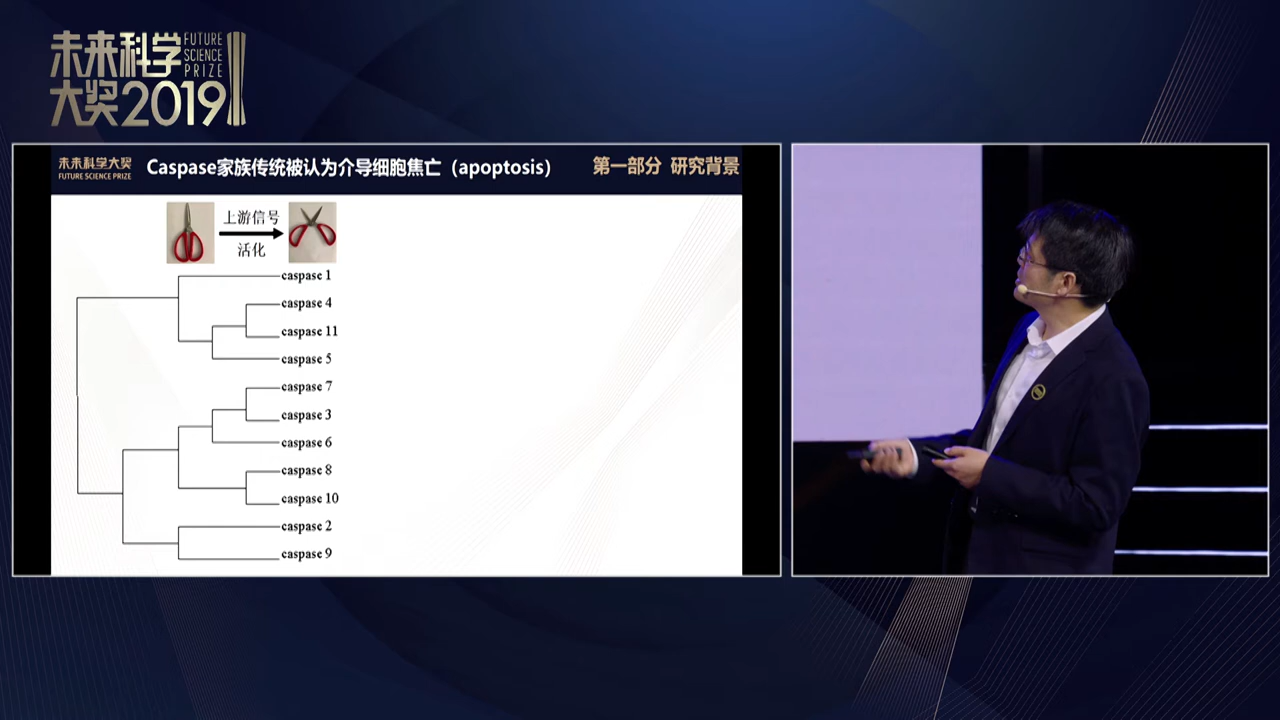 未来科学
大奖2019
FUTURE
SCIENCE
PRIZE
未来科学大奖
FUTURE SCIENCE PRIZE
Caspase家族传统被认为介导细胞焦亡（apoptosis）
第一部分 研究背景
上游信号
活化
caspase 1
caspase 4
caspase 11
caspase 5
caspase 7
caspase 3
caspase 6
caspase 8
caspase 10
caspase 2
caspase 9